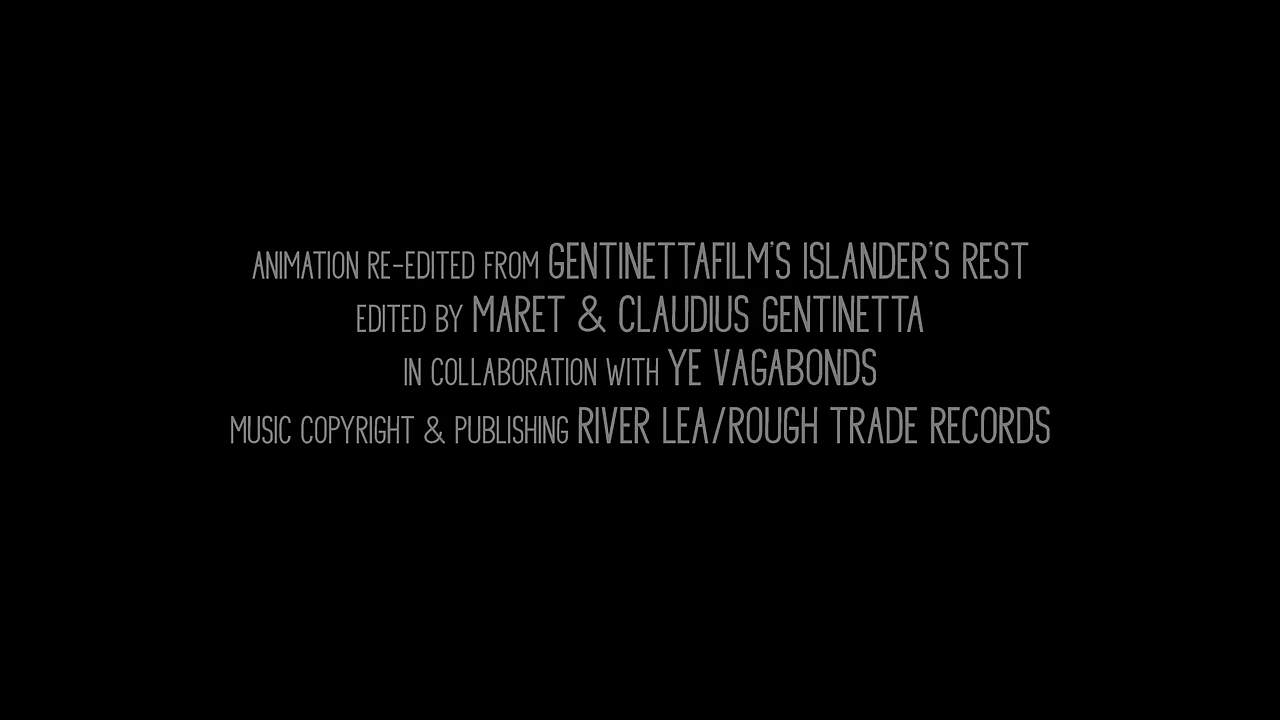 ANIMATION RE-EDITED FROM GENTINETTAFILM'S ISLANDER'S REST
EDITED BY MARET & CLAUDIUS GENTINETTA
IN COLLABORATION WITH YE VAGABONDS
MUSIC COPYRIGHT & PUBLISHING RIVER LEA/ROUGH TRADE RECORDS